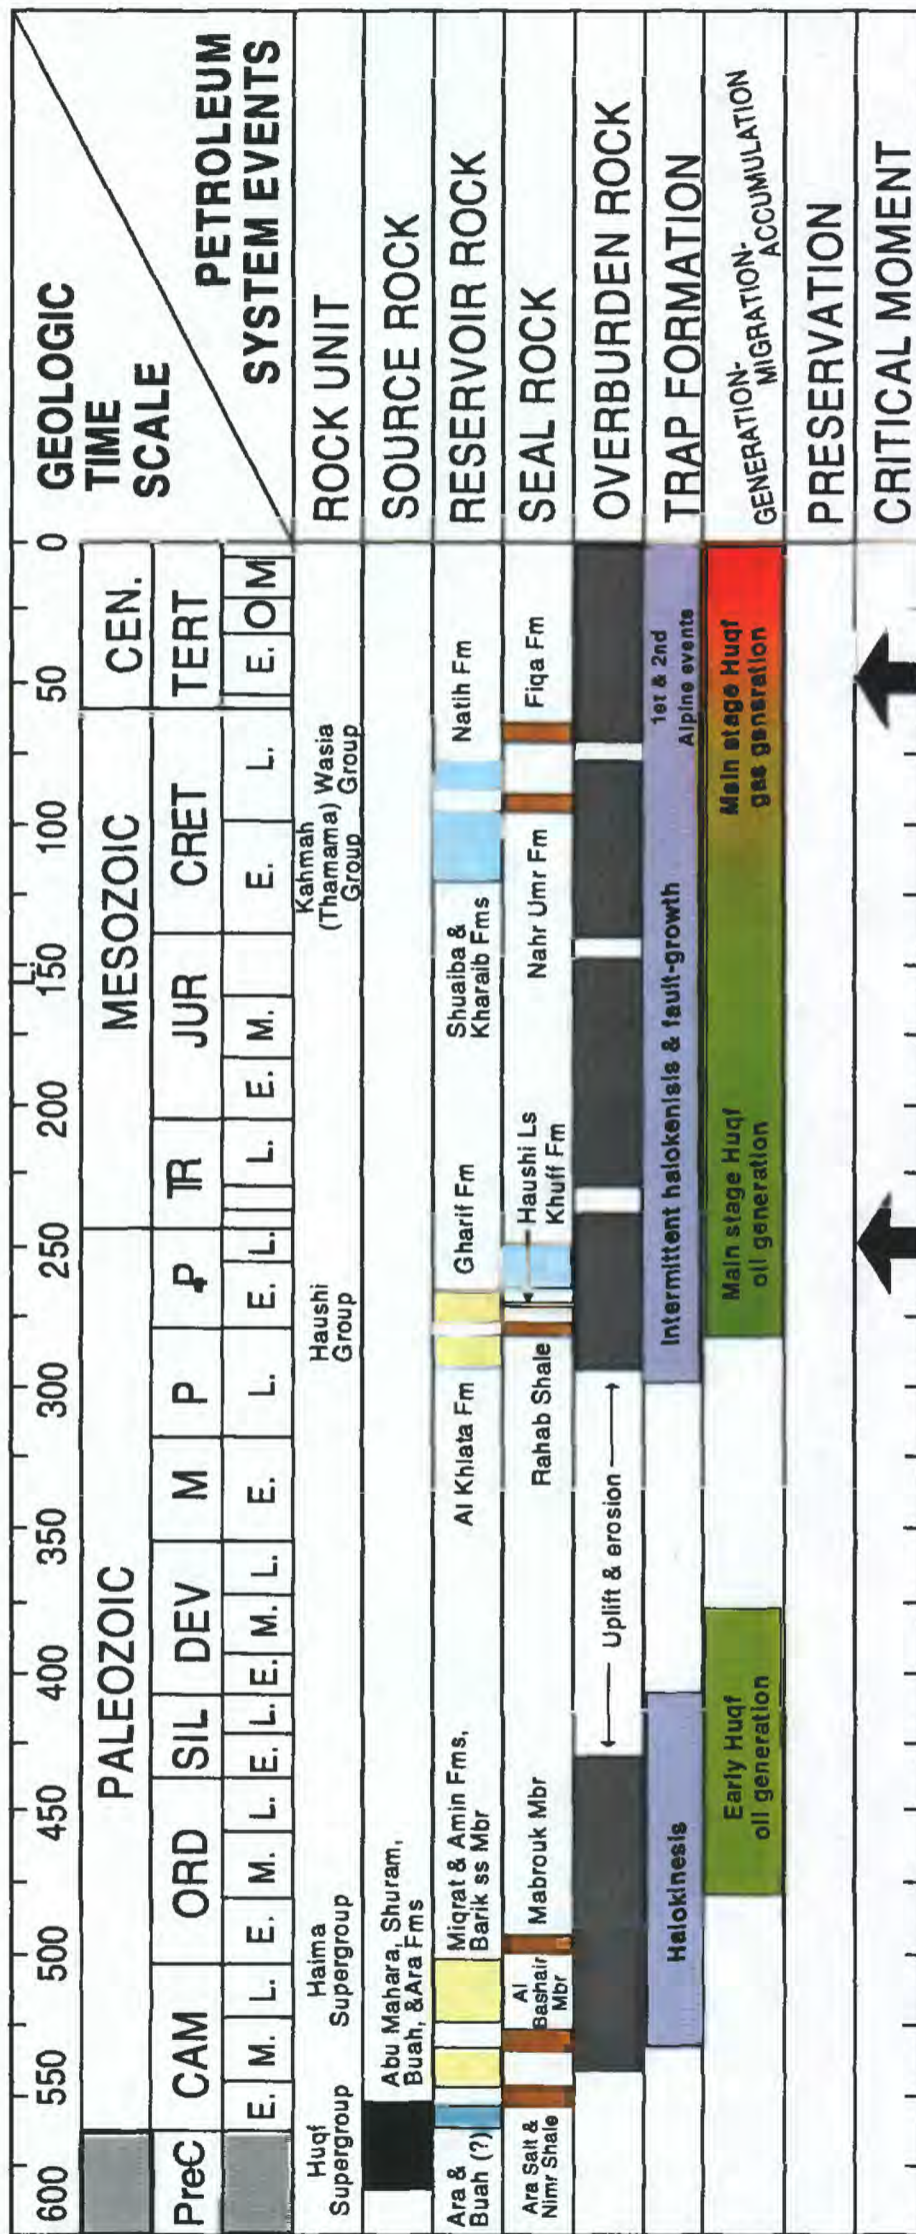 GEOLOGIC
TIME
SCALE
PETROLEUM
SYSTEM EVENTS
600
550
500
450
400
350
300
250
200
150
100
50
0
PALEOZOIC
MESOZOIC
CEN.
Pre-Є
CAM
ORD
SIL
DEV
M
P
P
TR
JUR
CRET
TERT
E.
M.
L.
E.
M.
L.
E.
L.
E.
M.
L.
E.
L.
E.
L.
L.
E.
M.
L.
E.
L.
E.
O
M
ROCK UNIT
Huqf
Supergroup
Haima
Supergroup
Haushi
Group
Kahmah
(Thamama)
Group
Wasia
Group
SOURCE ROCK
Abu Mahara, Shuram,
Buah, &Ara Fms
RESERVOIR ROCK
Ara &
Buah (?)
Miqrat & Amin Fms,
Barik ss Mbr
Al Khlata Fm
Gharif Fm
Shuaiba &
Kharaib Fms
Natih Fm
SEAL ROCK
Ara Salt &
Nimr Shale
Al
Bashair
Mbr
Mabrouk Mbr
Rahab Shale
Haushi Ls
Khuff Fm
Nahr Umr Fm
Fiqa Fm
OVERBURDEN ROCK
Uplift & erosion
TRAP FORMATION
Halokinesis
Intermittent halokenisis & fault-growth
1st & 2nd
Alpine events
GENERATION-
MIGRATION-
ACCUMULATION
Early Huqf
oil generation
Main stage Huqf
oil generation
Main stage Huqf
gas generation
PRESERVATION
CRITICAL MOMENT